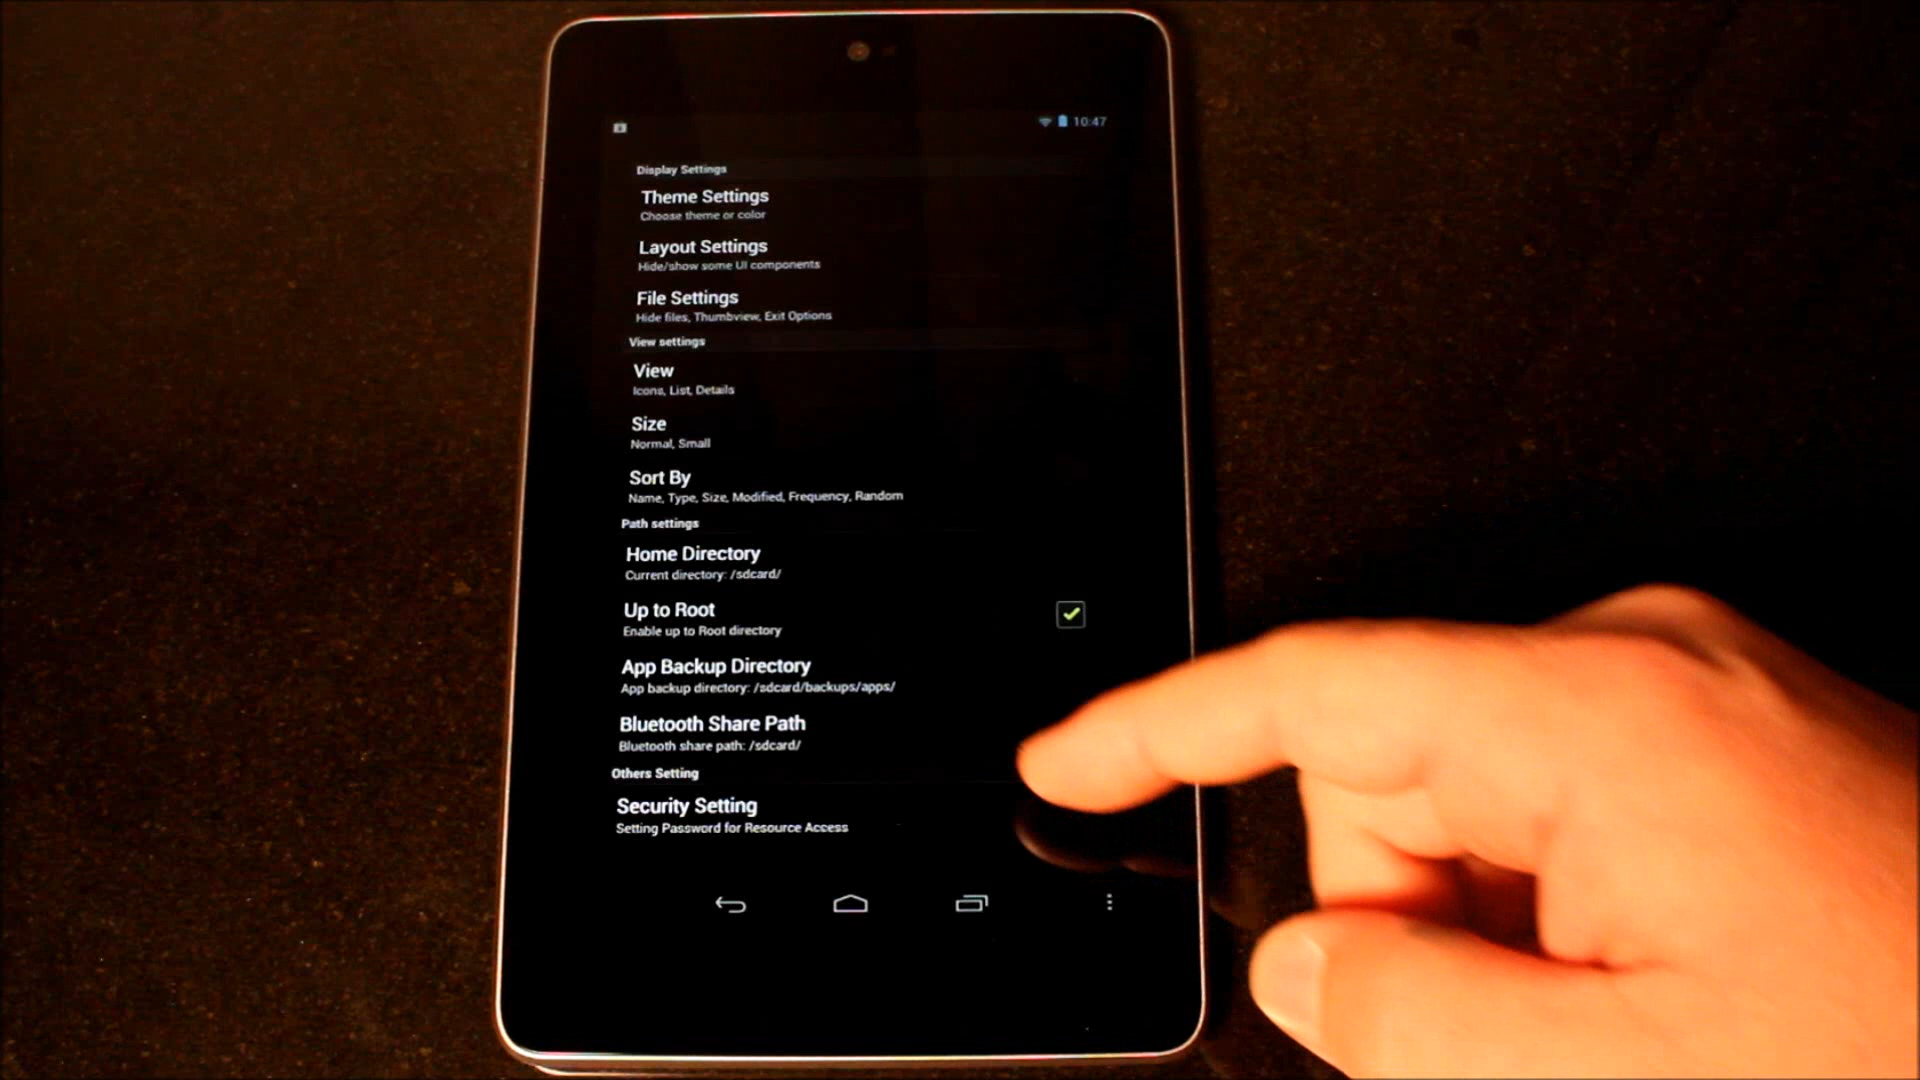 10:47
Display Settings
Theme Settings
Choose theme or color
Layout Settings
Hide/show some UI components
File Settings
Hide files, Thumbview, Exit Options
View settings
View
Icons, List, Details
Size
Normal, Small
Sort By
Name, Type, Size, Modified, Frequency, Random
Path settings
Home Directory
Current directory: /sdcard/
Up to Root
Enable up to Root directory
App Backup Directory
App backup directory: /sdcard/backups/apps/
Bluetooth Share Path
Bluetooth share path: /sdcard/
Others Setting
Security Setting
Setting Password for Resource Access